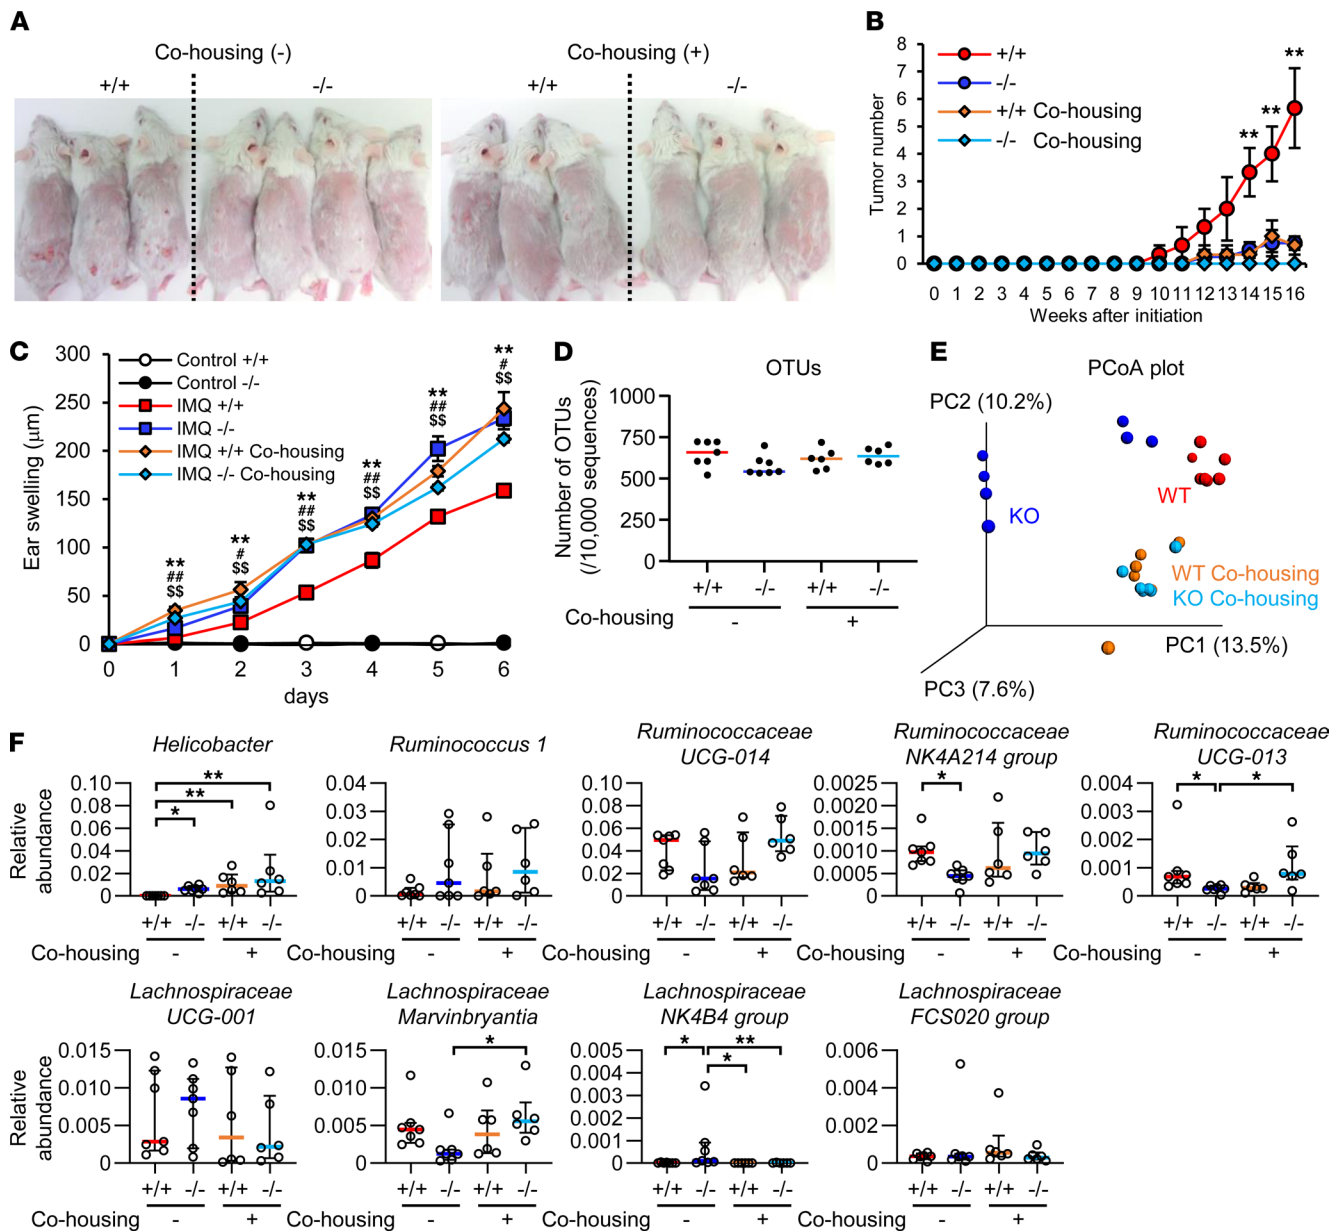 A
Co-housing (-)
Co-housing (+)
+/+
-/-
+/+
-/-
B
8
7
6
5
4
3
2
1
0
Tumor number
+/+
-/-
+/+ Co-housing
-/- Co-housing
**
**
**
0 1 2 3 4 5 6 7 8 9 10 11 12 13 14 15 16
Weeks after initiation
C
300
250
200
150
100
50
0
Ear swelling (μm)
Control +/+
Control -/-
IMQ +/+
IMQ -/-
IMQ +/+ Co-housing
IMQ -/- Co-housing
**
##
$$
**
#
$$
**
##
$$
**
##
$$
**
##
$$
**
#
$$
0 1 2 3 4 5 6
days
D
OTUs
Number of OTUs
(/10,000 sequences)
1000
750
500
250
0
+/+ -/- +/+ -/-
Co-housing - +
E
PCoA plot
PC2 (10.2%)
KO
WT
WT Co-housing
KO Co-housing
PC1 (13.5%)
PC3 (7.6%)
F
Helicobacter
Relative
abundance
0.10
0.08
0.06
0.04
0.02
0
**
**
*
+/+ -/- +/+ -/-
Co-housing - +
Ruminococcus 1
0.04
0.03
0.02
0.01
0
+/+ -/- +/+ -/-
Co-housing - +
Ruminococcaceae
UCG-014
0.10
0.08
0.06
0.04
0.02
0
+/+ -/- +/+ -/-
Co-housing - +
Ruminococcaceae
NK4A214 group
0.0025
0.0020
0.0015
0.0010
0.0005
0
*
+/+ -/- +/+ -/-
Co-housing - +
Ruminococcaceae
UCG-013
0.004
0.003
0.002
0.001
0
* *
+/+ -/- +/+ -/-
Co-housing - +
Lachnospiraceae
UCG-001
Relative
abundance
0.015
0.010
0.005
0
+/+ -/- +/+ -/-
Co-housing - +
Lachnospiraceae
Marvinbryantia
0.015
0.010
0.005
0
*
+/+ -/- +/+ -/-
Co-housing - +
Lachnospiraceae
NK4B4 group
0.005
0.004
0.003
0.002
0.001
0
* **
*
+/+ -/- +/+ -/-
Co-housing - +
Lachnospiraceae
FCS020 group
0.006
0.004
0.002
0
+/+ -/- +/+ -/-
Co-housing - +